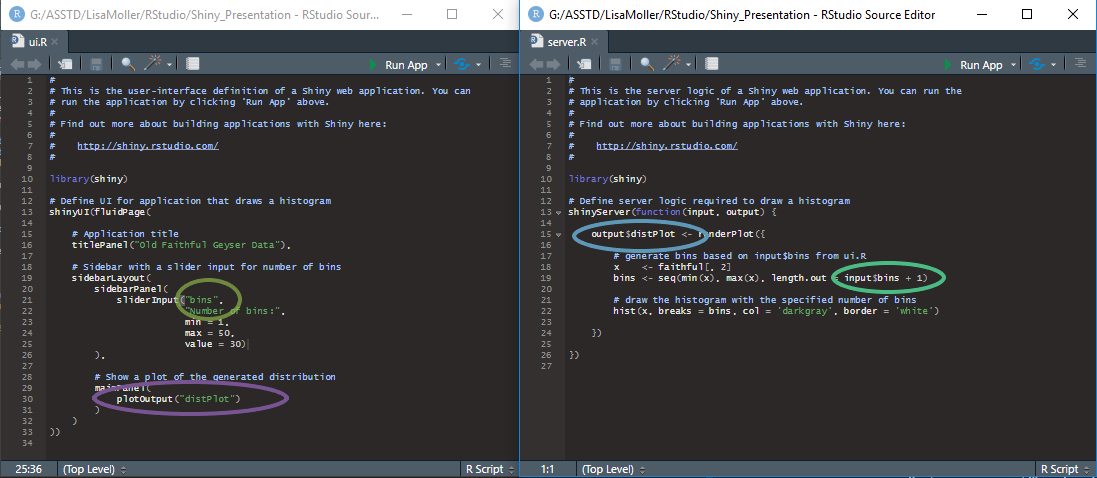 G:/ASSTD/LisaMoller/RStudio/Shiny_Presentation - RStudio Sour...
ui.R
Run App
1 #
2 # This is the user-interface definition of a Shiny web application. You can
3 # run the application by clicking 'Run App' above.
4 #
5 # Find out more about building applications with Shiny here:
6 #
7 #    http://shiny.rstudio.com/
8 #
9
10 library(shiny)
11
12 # Define UI for application that draws a histogram
13 shinyUI(fluidPage(
14
15    # Application title
16    titlePanel("Old Faithful Geyser Data"),
17
18    # Sidebar with a slider input for number of bins
19    sidebarLayout(
20        sidebarPanel(
21            sliderInput("bins",
22                        "Number of bins:",
23                        min = 1,
24                        max = 50,
25                        value = 30)
26        ),
27
28        # Show a plot of the generated distribution
29        mainPanel(
30            plotOutput("distPlot")
31        )
32    )
33 ))
34
25:36 (Top Level) R Script
G:/ASSTD/LisaMoller/RStudio/Shiny_Presentation - RStudio Source Editor
server.R
Run App
1 #
2 # This is the server logic of a Shiny web application. You can run the
3 # application by clicking 'Run App' above.
4 #
5 # Find out more about building applications with Shiny here:
6 #
7 #    http://shiny.rstudio.com/
8 #
9
10 library(shiny)
11
12 # Define server logic required to draw a histogram
13 shinyServer(function(input, output) {
14
15    output$distPlot <- renderPlot({
16
17        # generate bins based on input$bins from ui.R
18        x    <- faithful[, 2]
19        bins <- seq(min(x), max(x), length.out = input$bins + 1)
20
21        # draw the histogram with the specified number of bins
22        hist(x, breaks = bins, col = 'darkgray', border = 'white')
23
24    })
25
26 })
27
1:1 (Top Level) R Script